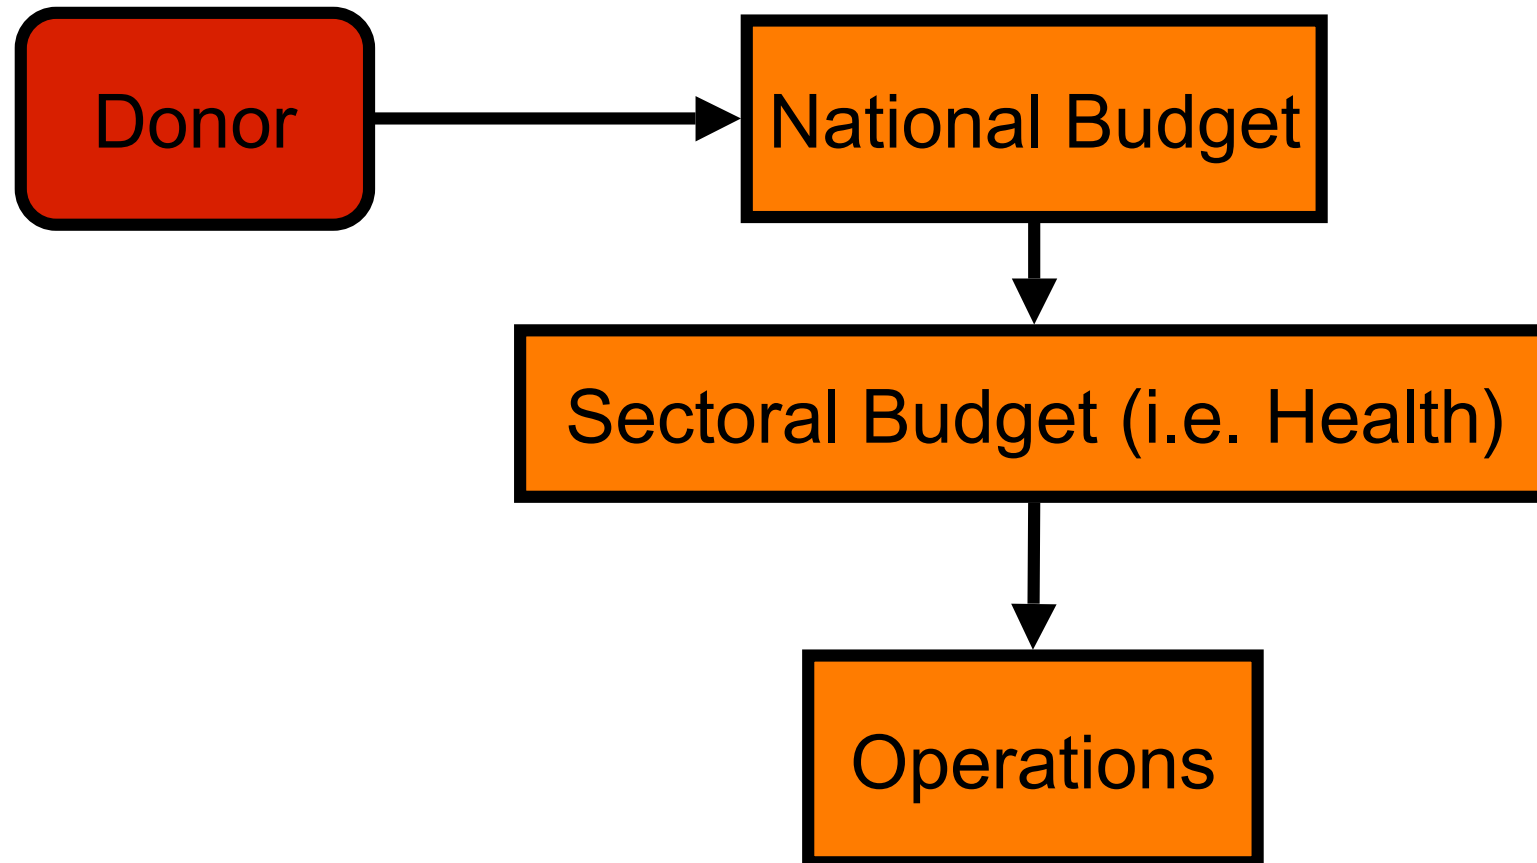 Donor
National Budget
Sectoral Budget (i.e. Health)
Operations